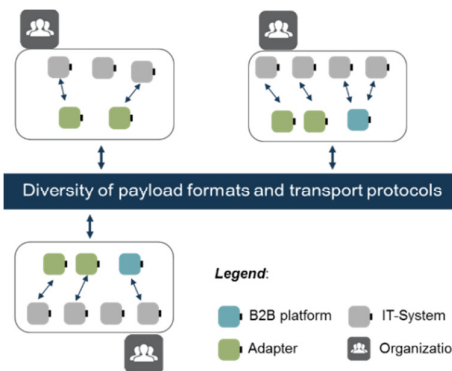 Diversity of payload formats and transport protocols
Legend:
B2B platform
IT-System
Adapter
Organizatio